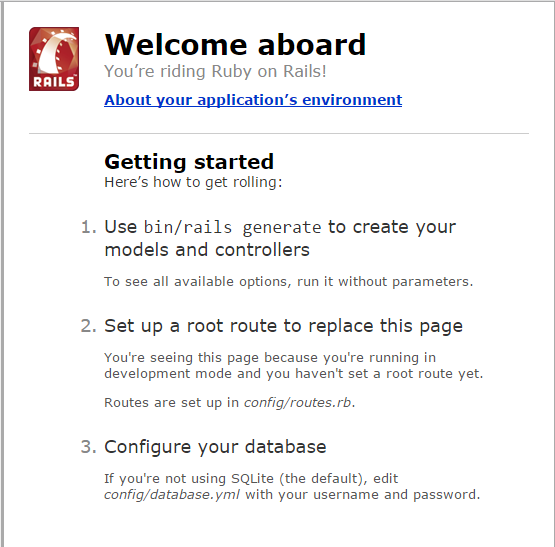 RAILS
Welcome aboard
You’re riding Ruby on Rails!
About your application’s environment
Getting started
Here’s how to get rolling:
1. Use bin/rails generate to create your
models and controllers
To see all available options, run it without parameters.
2. Set up a root route to replace this page
You're seeing this page because you're running in
development mode and you haven't set a root route yet.
Routes are set up in config/routes.rb.
3. Configure your database
If you're not using SQLite (the default), edit
config/database.yml with your username and password.